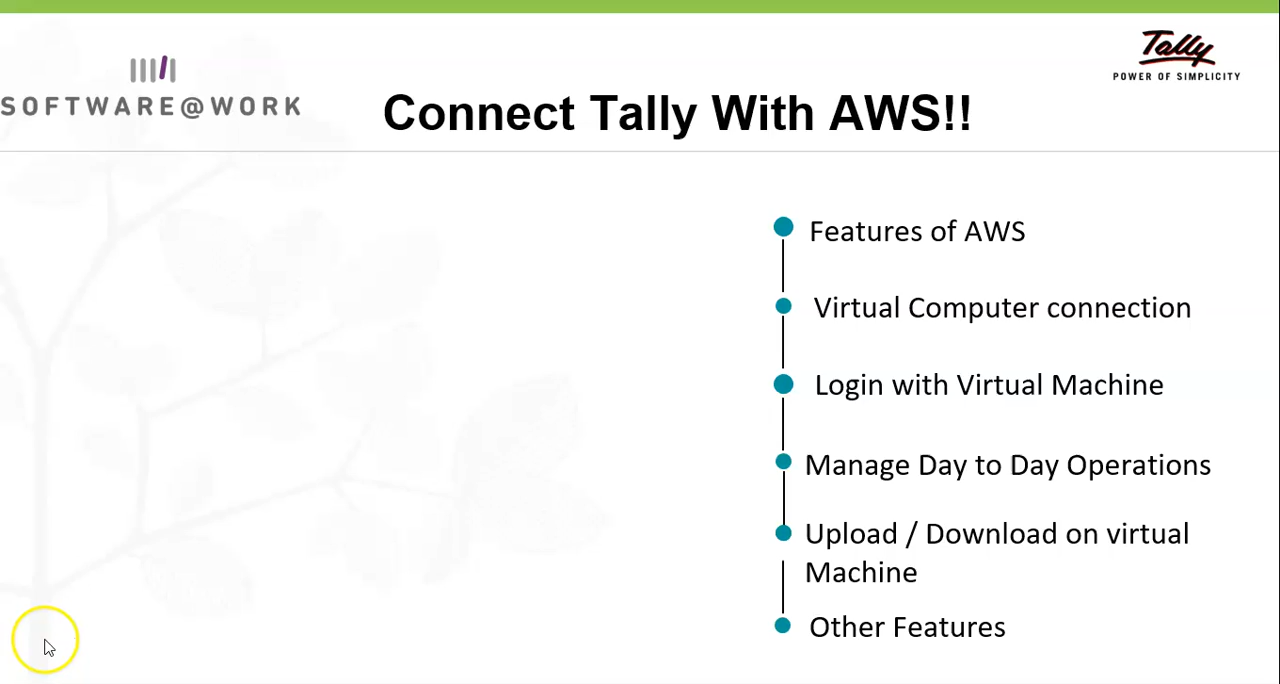 SOFTWARE@WORK
Tally
POWER OF SIMPLICITY
Connect Tally With AWS!!
Features of AWS
Virtual Computer connection
Login with Virtual Machine
Manage Day to Day Operations
Upload / Download on virtual
Machine
Other Features